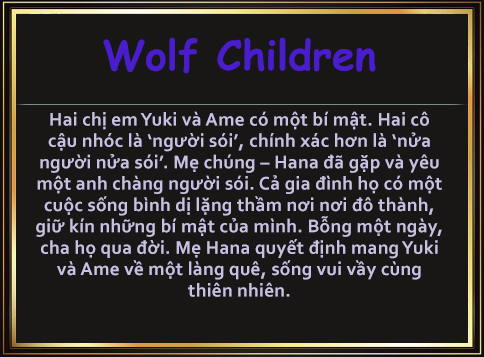 Wolf Children
Hai chị em Yuki và Ame có một bí mật. Hai cô
cậu nhóc là ‘người sói’, chính xác hơn là ‘nửa
người nửa sói’. Mẹ chúng – Hana đã gặp và yêu
một anh chàng người sói. Cả gia đình họ có một
cuộc sống bình dị lặng thầm nơi nơi đô thành,
giữ kín những bí mật của mình. Bỗng một ngày,
cha họ qua đời. Mẹ Hana quyết định mang Yuki
và Ame về một làng quê, sống vui vầy cùng
thiên nhiên.